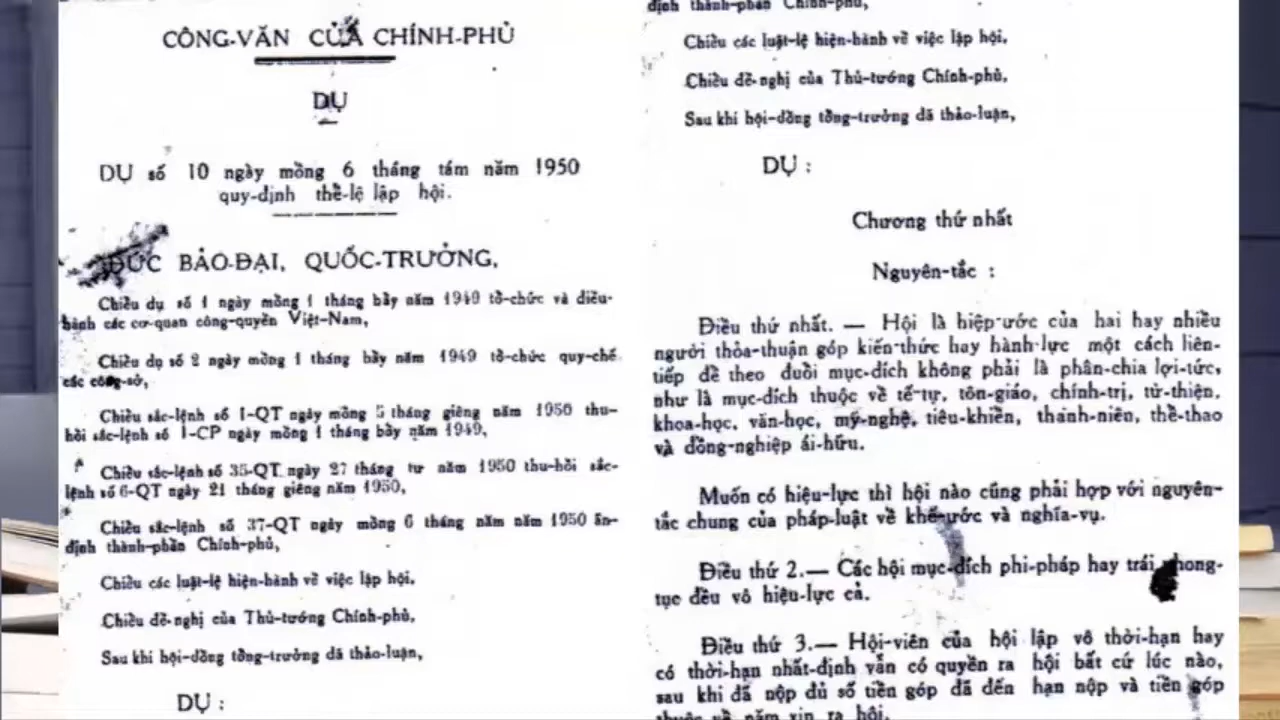 CÔNG-VĂN CỦA CHÍNH-PHỦ
DỤ
DỤ số 10 ngày mồng 6 tháng tám năm 1950
quy-định thể-lệ lập hội.
ĐỨC BẢO-ĐẠI, QUỐC-TRƯỞNG,
Chiều dụ số 1 ngày mồng 1 tháng bảy năm 1949 tổ-chức và điều-
hành các cơ-quan công-quyền Việt-Nam,
Chiều dụ số 2 ngày mồng 1 tháng bảy năm 1949 tổ-chức quy-chế
các công-sở,
Chiều sắc-lệnh số 1-QT ngày mồng 5 tháng giêng năm 1950 thu-
hồi sắc-lệnh số 1-CP ngày mồng 1 tháng bảy năm 1949,
Chiều sắc-lệnh số 35-QT ngày 27 tháng tư năm 1950 thu-hồi sắc-
lệnh số 6-QT ngày 21 tháng giêng năm 1950,
Chiều sắc-lệnh số 37-QT ngày mồng 6 tháng năm năm 1950 ấn-
định thành-phần Chính-phủ,
Chiều các luật-lệ hiện-hành về việc lập hội,
Chiều đề-nghị của Thủ-tướng Chính-phủ,
Sau khi hội-đồng tổng-trưởng đã thảo-luận,
DỤ :
định thành-phần Chính-phủ,
Chiều các luật-lệ hiện-hành về việc lập hội,
Chiều đề-nghị của Thủ-tướng Chính-phủ,
Sau khi hội-đồng tổng-trưởng đã thảo-luận,
DỤ :
Chương thứ nhất
Nguyên-tắc :
Điều thứ nhất. — Hội là hiệp-ước của hai hay nhiều
người thỏa-thuận góp kiến-thức hay hành-lực một cách liên-
tiếp để theo đuổi mục-đích không phải là phân-chia lợi-tức,
như là mục-đích thuộc về tế-tự, tôn-giáo, chính-trị, từ-thiện,
khoa-học, văn-học, mỹ-nghệ, tiêu-khiển, thanh-niên, thể-thao
và đồng-nghiệp ái-hữu.
Muốn có hiệu-lực thì hội nào cũng phải hợp với nguyên-
tắc chung của pháp-luật về khế-ước và nghĩa-vụ.
Điều thứ 2.— Các hội mục-đích phi-pháp hay trái phong-
tục đều vô hiệu-lực cả.
Điều thứ 3.— Hội-viên của hội lập vô thời-hạn hay
có thời-hạn nhất-định vẫn có quyền ra hội bất cứ lúc nào,
sau khi đã nộp đủ số tiền góp đã đến hạn nộp và tiền góp
thuộc về năm xin ra hội.